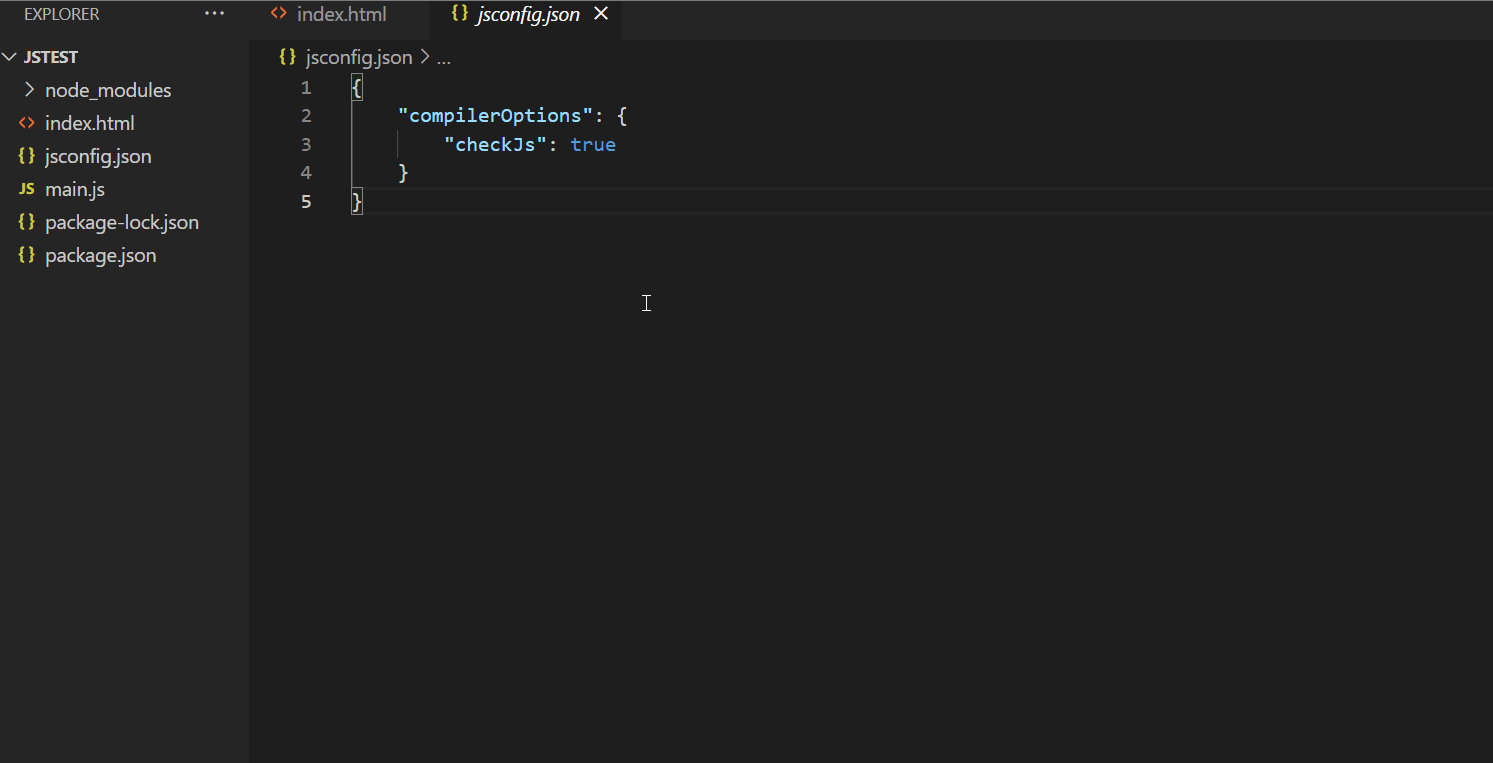 EXPLORER ···
JSTEST
node_modules
index.html
jsconfig.json
JS main.js
package-lock.json
package.json
index.html
{} jsconfig.json
{} jsconfig.json > ...
1 {
2 "compilerOptions": {
3 "checkJs": true
4 }
5 }